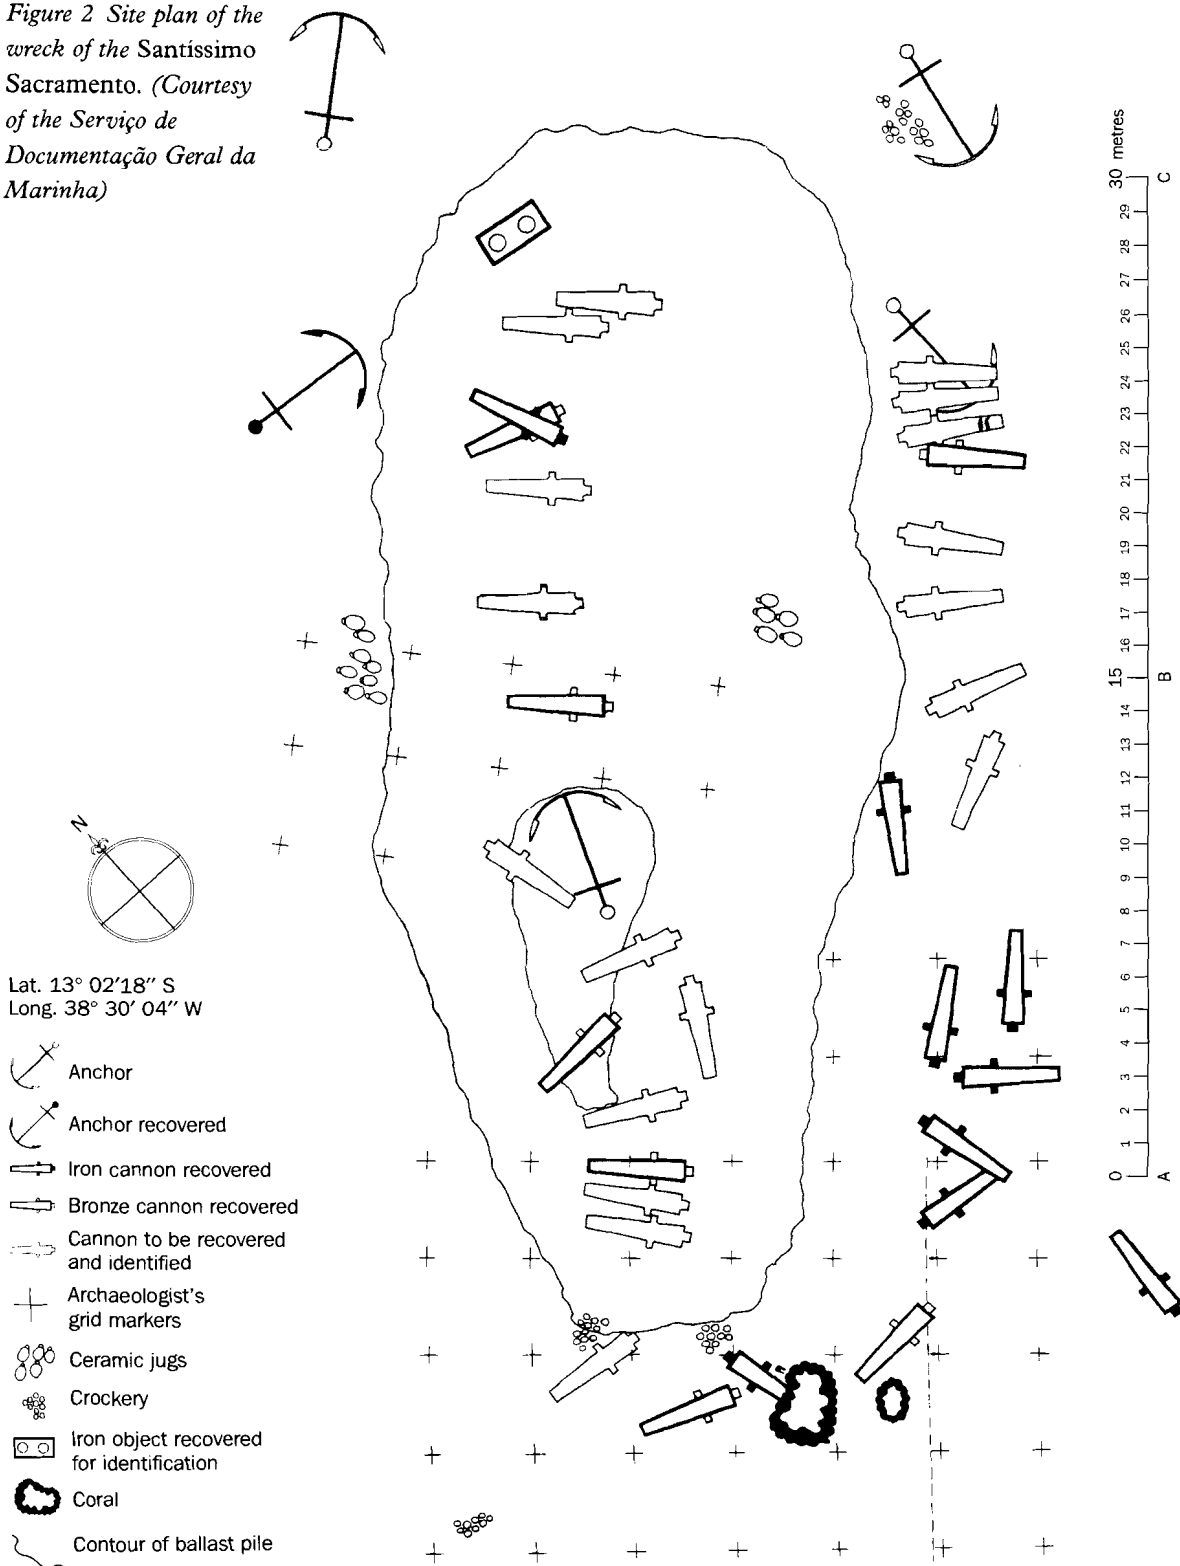 Figure 2 Site plan of the
wreck of the Santíssimo
Sacramento. (Courtesy
of the Serviço de
Documentação Geral da
Marinha)
30 metres
C
29
28
27
26
25
24
23
22
21
20
19
18
17
16
15
B
14
13
12
11
10
9
8
7
6
5
4
3
2
1
0
A
N
Lat. 13° 02′18″ S
Long. 38° 30′ 04″ W
Anchor
Anchor recovered
Iron cannon recovered
Bronze cannon recovered
Cannon to be recovered
and identified
Archaeologist's
grid markers
Ceramic jugs
Crockery
Iron object recovered
for identification
Coral
Contour of ballast pile